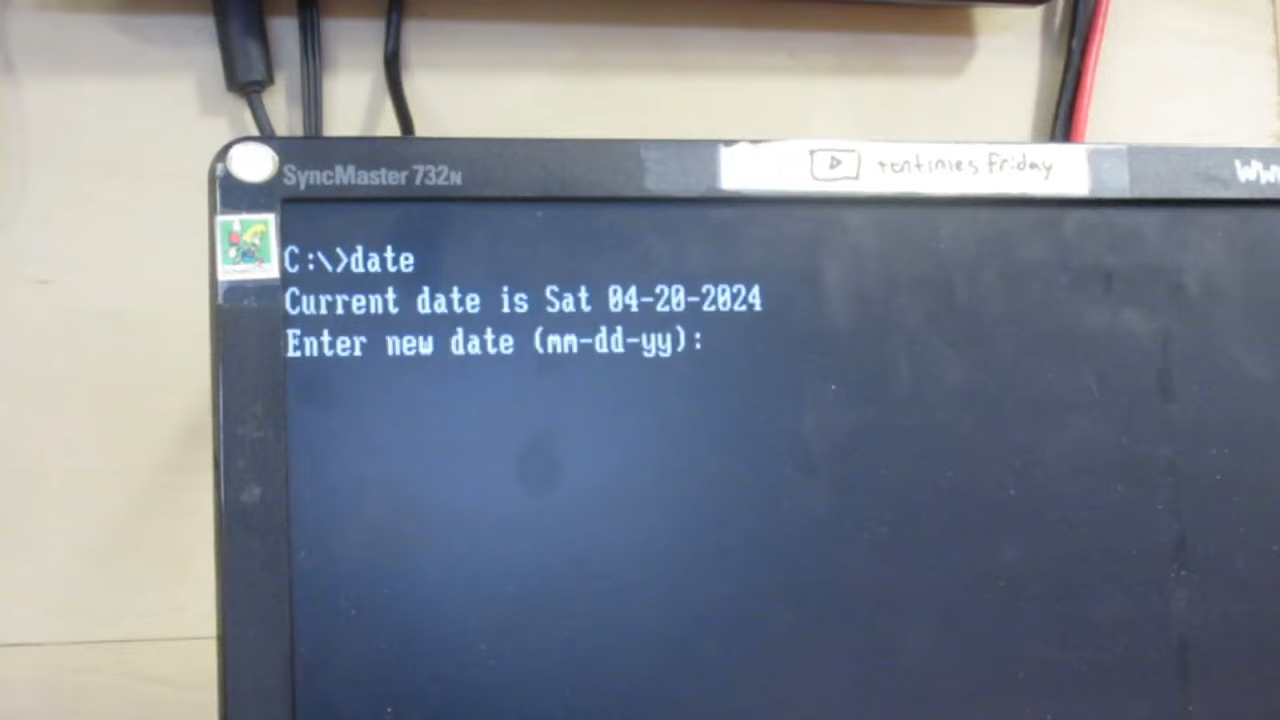 SyncMaster 732N
tentimes Friday
C:\>date
Current date is Sat 04-20-2024
Enter new date (mm-dd-yy):